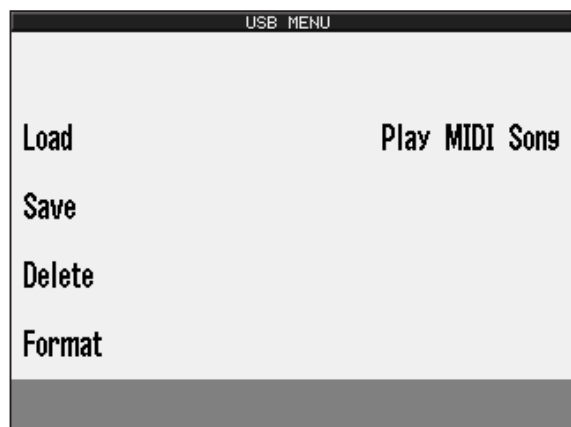 USB MENU
Load Play MIDI Song
Save
Delete
Format